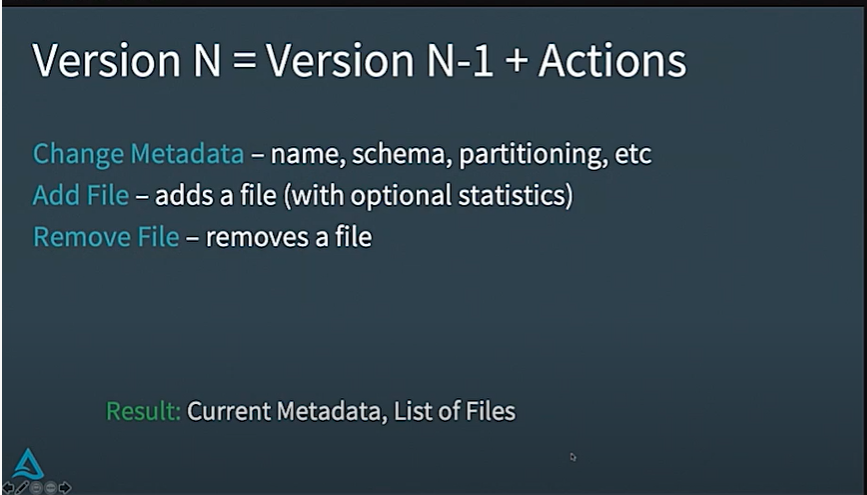 Version N = Version N-1 + Actions
Change Metadata – name, schema, partitioning, etc
Add File – adds a file (with optional statistics)
Remove File – removes a file
Result: Current Metadata, List of Files